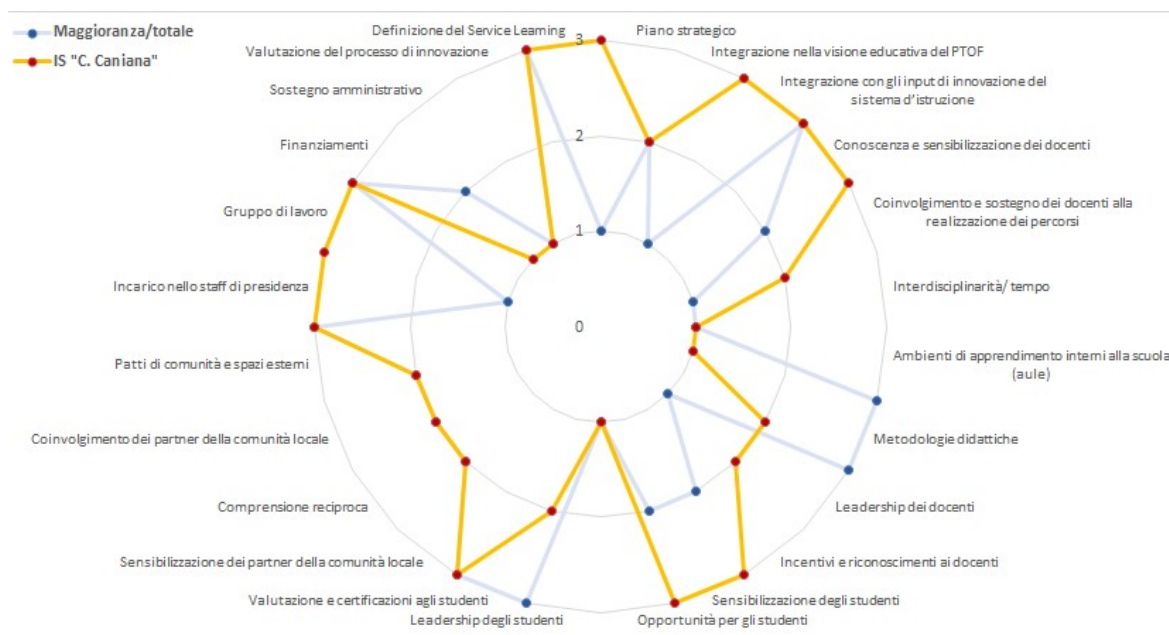 Maggioranza/totale
IS "C. Caniana"
Definizione del Service Learning
Piano strategico
Integrazione nella visione educativa del PTOF
Integrazione con gli input di innovazione del
sistema d'istruzione
Conoscenza e sensibilizzazione dei docenti
Coinvolgimento e sostegno dei docenti alla
realizzazione dei percorsi
Interdisciplinarità/ tempo
Ambienti di apprendimento interni alla scuola
(aule)
Metodologie didattiche
Leadership dei docenti
Incentivi e riconoscimenti ai docenti
Sensibilizzazione degli studenti
Opportunità per gli studenti
Leadership degli studenti
Valutazione e certificazioni agli studenti
Sensibilizzazione dei partner della comunità locale
Comprensione reciproca
Coinvolgimento dei partner della comunità locale
Patti di comunità e spazi esterni
Incarico nello staff di presidenza
Gruppo di lavoro
Finanziamenti
Sostegno amministrativo
Valutazione del processo di innovazione
3
2
1
0